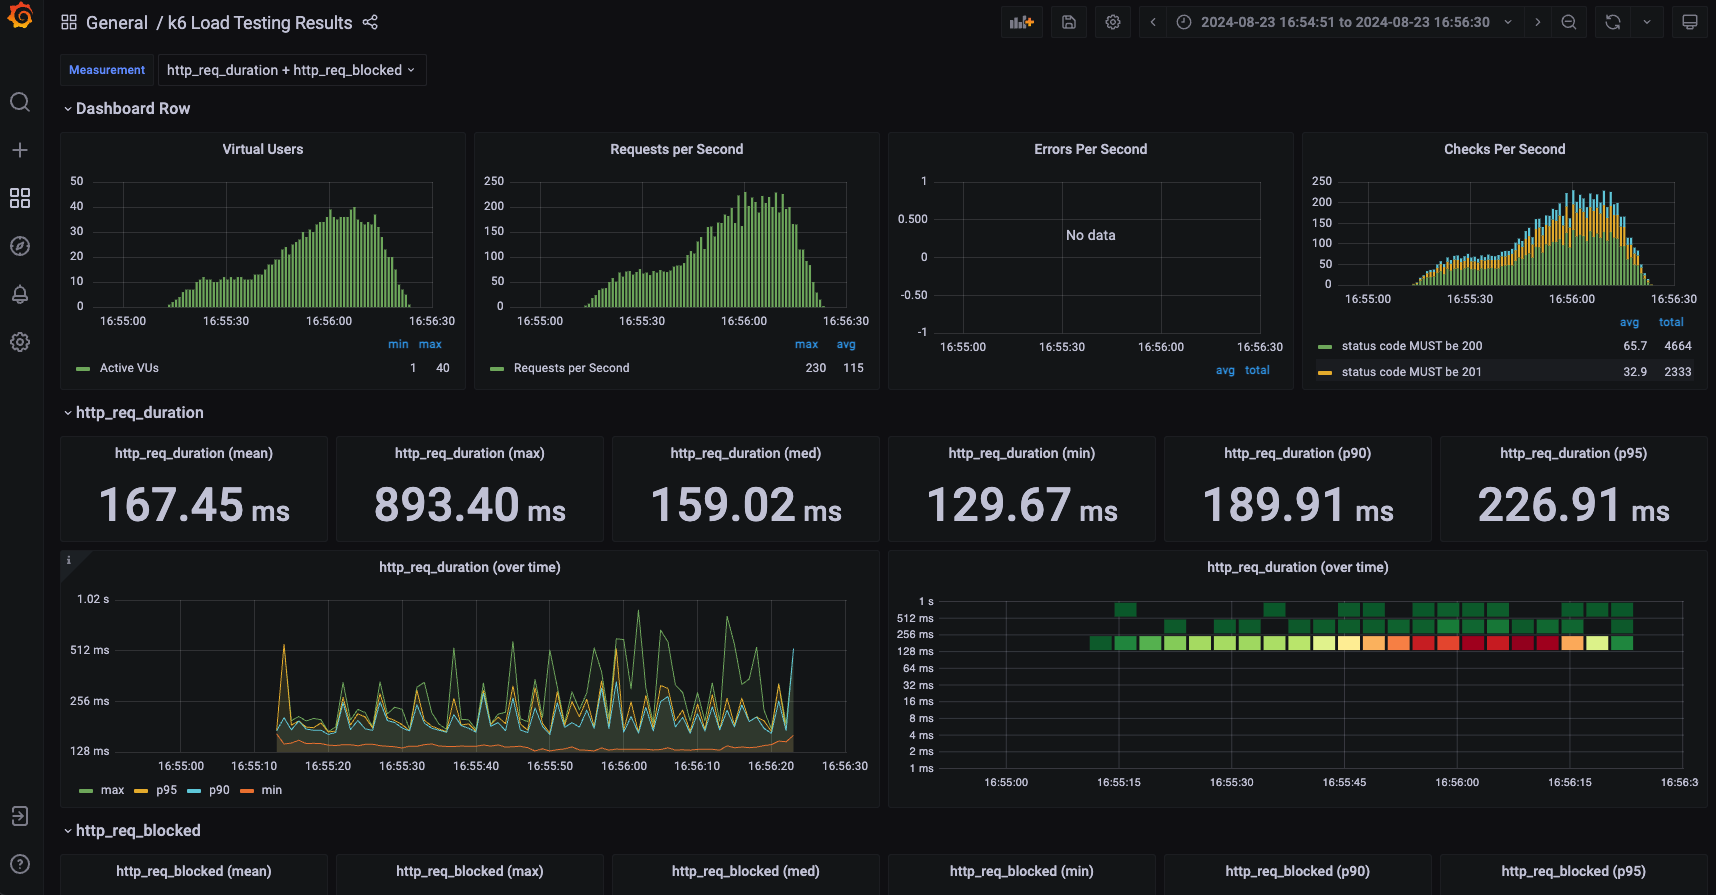 General / k6 Load Testing Results
2024-08-23 16:54:51 to 2024-08-23 16:56:30
Measurement http_req_duration + http_req_blocked
Dashboard Row
Virtual Users
50
40
30
20
10
0
16:55:00 16:55:30 16:56:00 16:56:30
min max
Active VUs 1 40
Requests per Second
250
200
150
100
50
0
16:55:00 16:55:30 16:56:00 16:56:30
max avg
Requests per Second 230 115
Errors Per Second
1
0.500
0
-0.50
-1
No data
16:55:00 16:55:30 16:56:00 16:56:30
avg total
Checks Per Second
250
200
150
100
50
0
16:55:00 16:55:30 16:56:00 16:56:30
avg total
status code MUST be 200 65.7 4664
status code MUST be 201 32.9 2333
http_req_duration
http_req_duration (mean)
167.45 ms
http_req_duration (max)
893.40 ms
http_req_duration (med)
159.02 ms
http_req_duration (min)
129.67 ms
http_req_duration (p90)
189.91 ms
http_req_duration (p95)
226.91 ms
i
http_req_duration (over time)
1.02 s
512 ms
256 ms
128 ms
16:55:00 16:55:10 16:55:20 16:55:30 16:55:40 16:55:50 16:56:00 16:56:10 16:56:20 16:56:30
max p95 p90 min
http_req_duration (over time)
1 s
512 ms
256 ms
128 ms
64 ms
32 ms
16 ms
8 ms
4 ms
2 ms
1 ms
16:55:00 16:55:15 16:55:30 16:55:45 16:56:00 16:56:15 16:56:3
http_req_blocked
http_req_blocked (mean)
http_req_blocked (max)
http_req_blocked (med)
http_req_blocked (min)
http_req_blocked (p90)
http_req_blocked (p95)